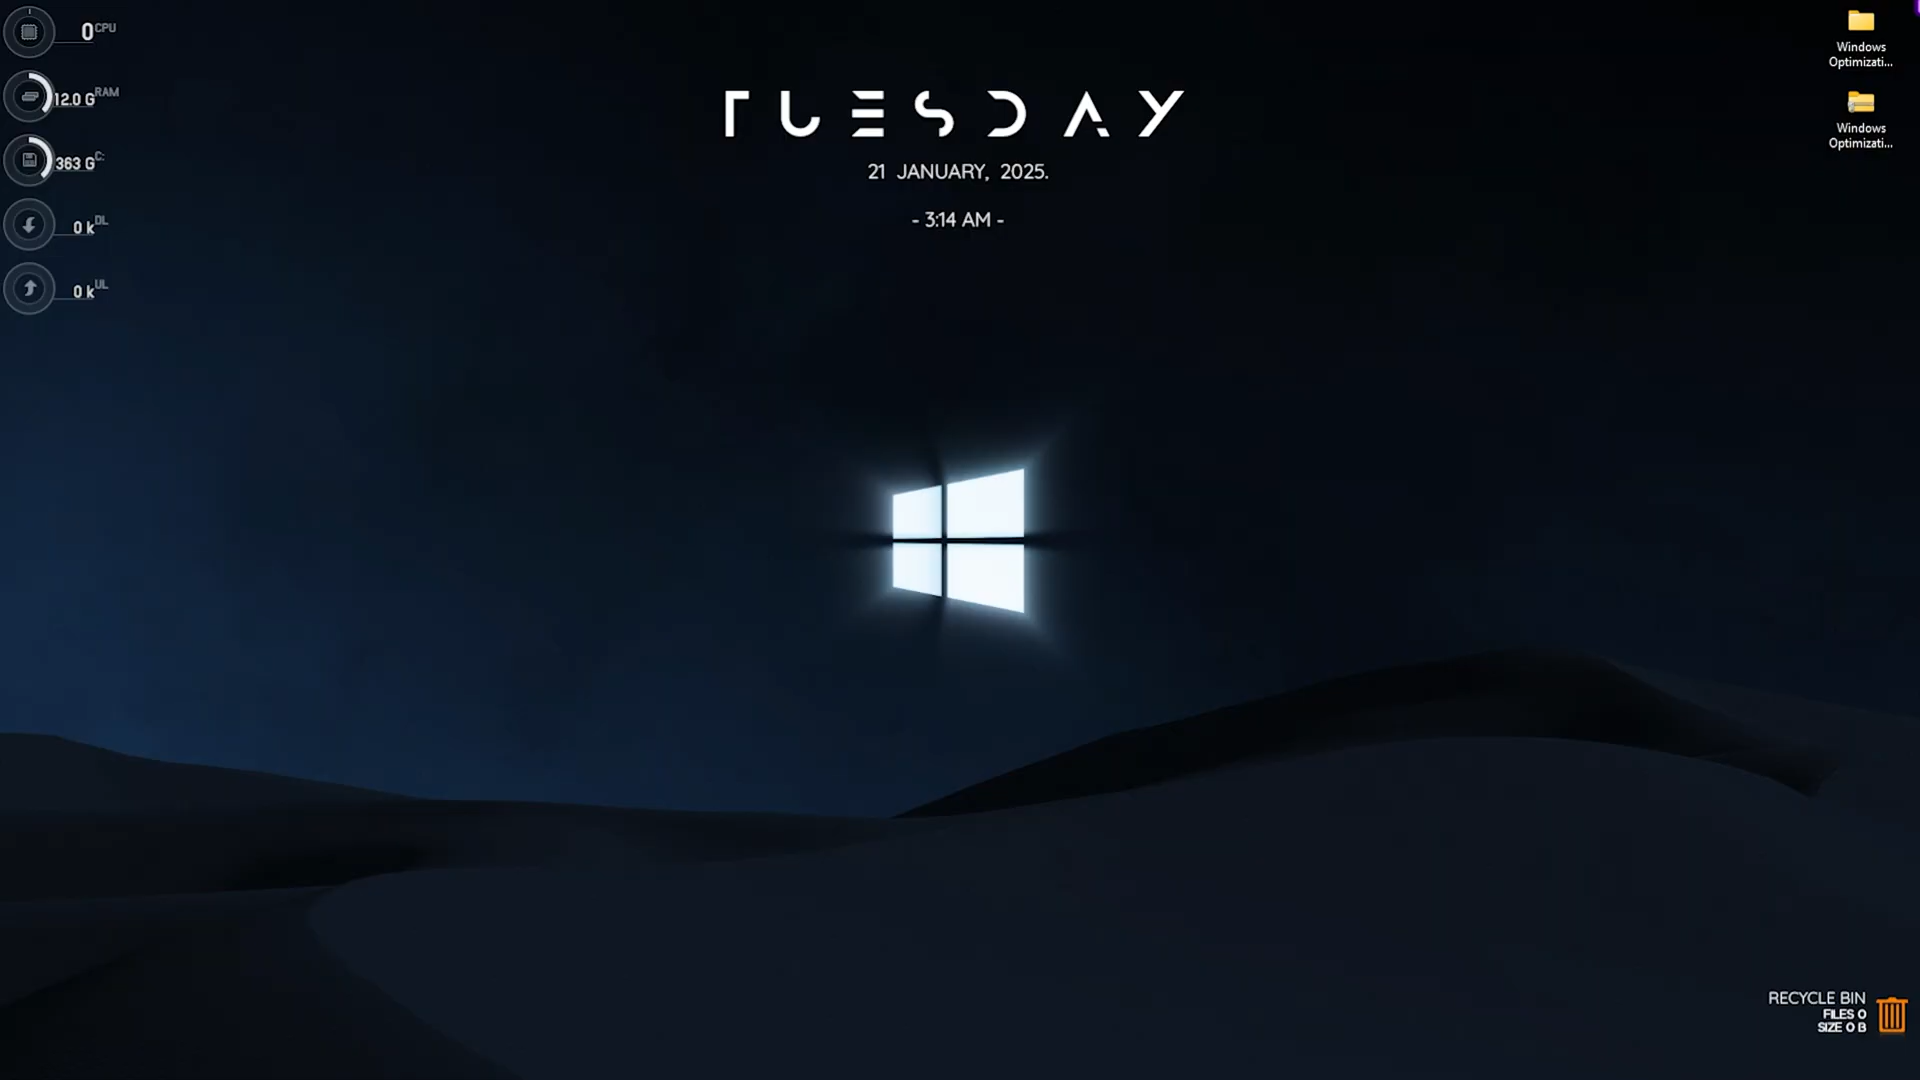 0 CPU
12.0 G RAM
363 G C:
0 k DL
0 k UL
TUESDAY
21 JANUARY, 2025.
- 3:14 AM -
Windows
Optimizati...
Windows
Optimizati...
RECYCLE BIN
FILES 0
SIZE 0 B